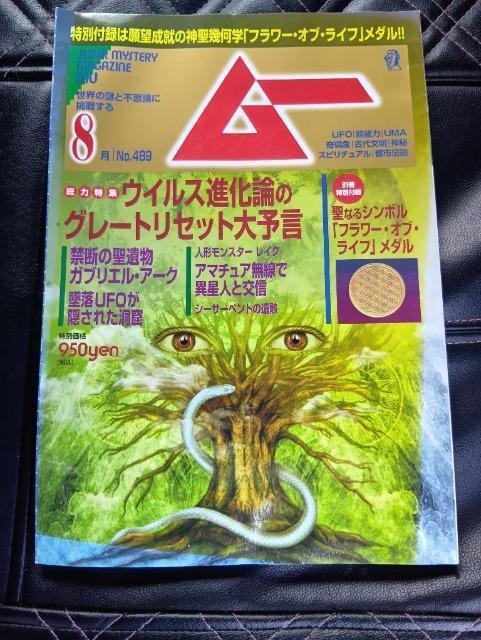 特別付録は願望成就の神聖幾何学「フラワー・オブ・ライフ」メダル!!
SUPER MYSTERY
MAGAZINE
MU
世界の謎と不思議に
挑戦する
ムー
8月 No.489
UFO|超能力|UMA
奇現象|古代文明|神秘
スピリチュアル|都市伝説
総力特集 ウイルス進化論の
グレートリセット大予言
別冊
特別付録
聖なるシンボル
「フラワー・オブ・
ライフ」メダル
禁断の聖遺物
ガブリエル・アーク
墜落UFOが
隠された洞窟
人形モンスター レイク
アマチュア無線で
異星人と交信
シーサーペントの遺骸
特別価格
950yen
(税込)